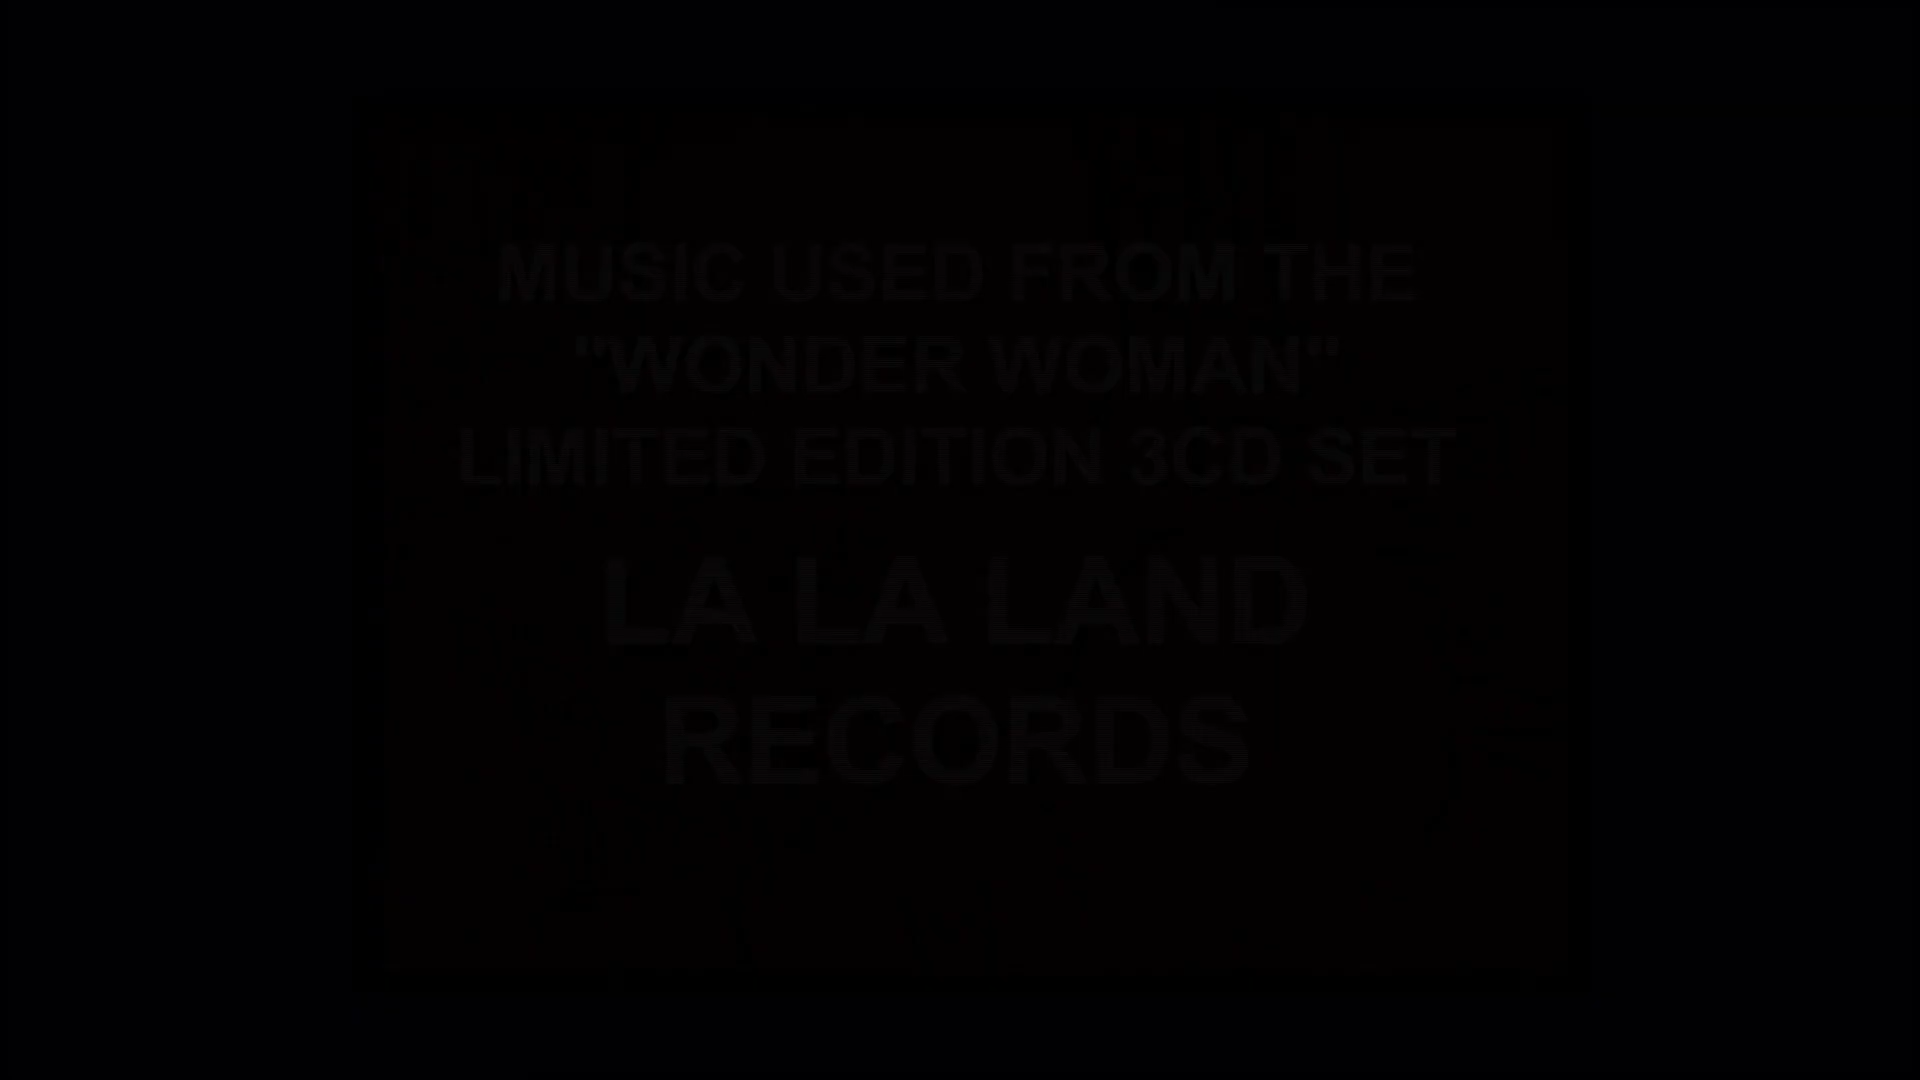 MUSIC USED FROM THE
"WONDER WOMAN"
LIMITED EDITION 3CD SET
LA LA LAND
RECORDS